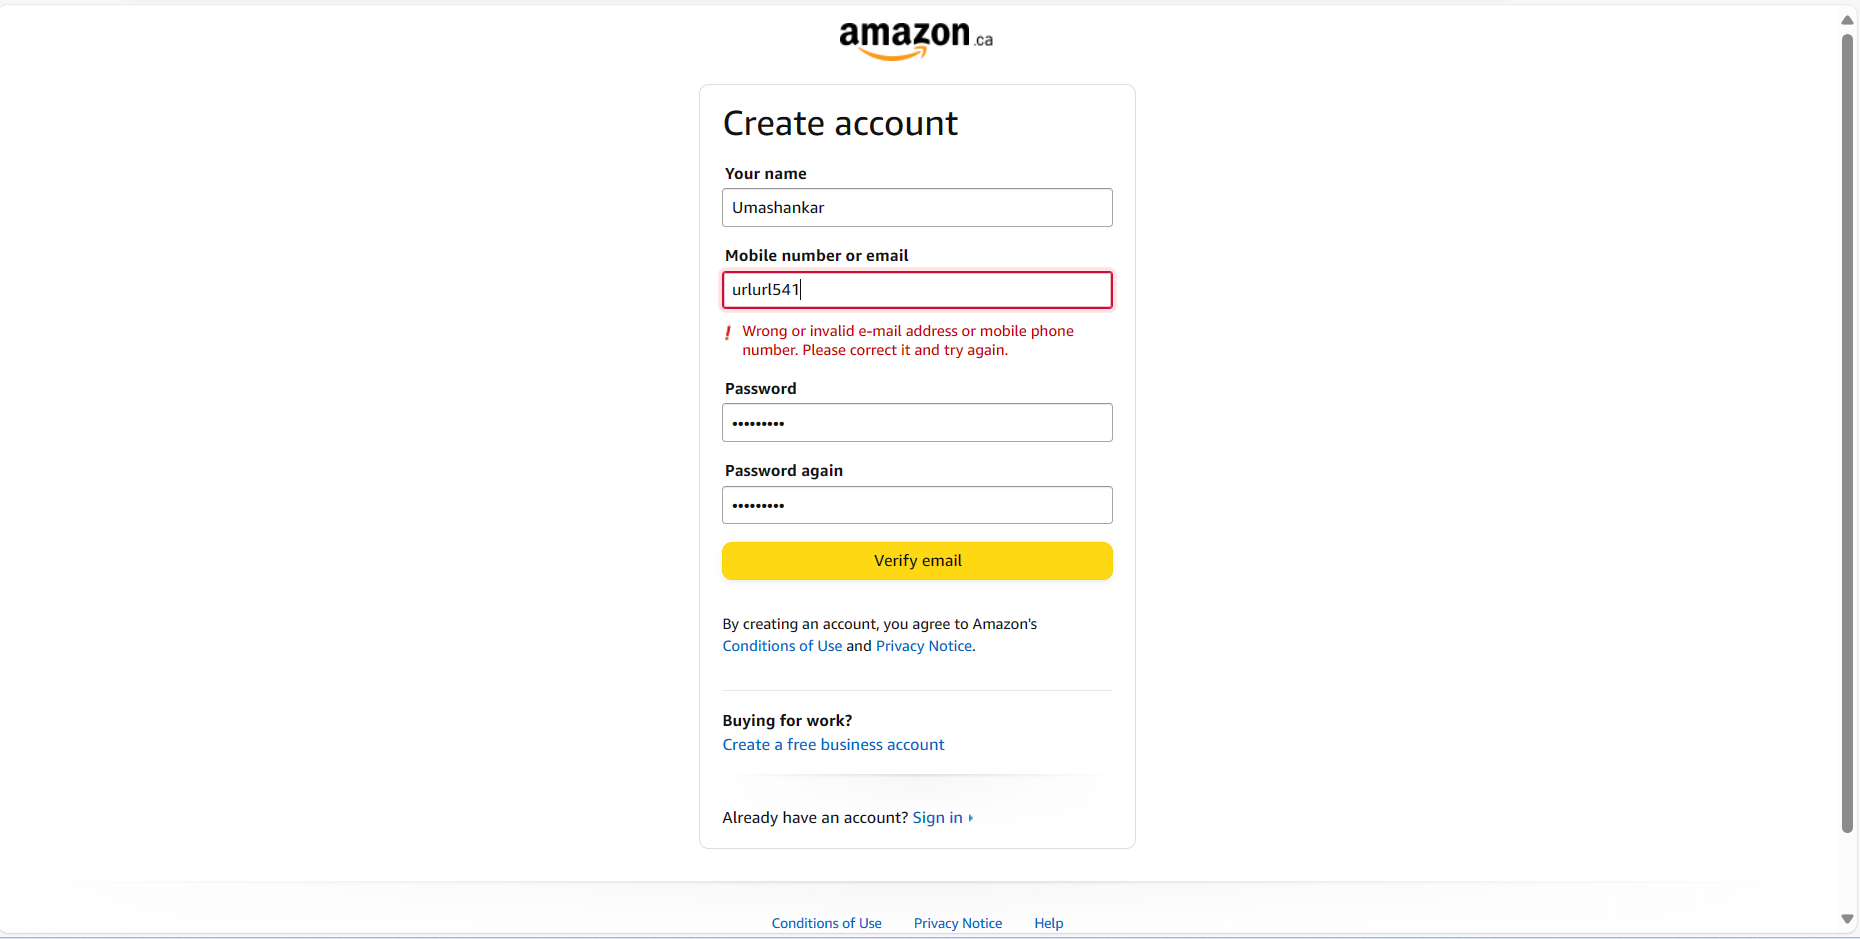 amazon.ca
Create account
Your name
Umashankar
Mobile number or email
urlurl541
! Wrong or invalid e-mail address or mobile phone
number. Please correct it and try again.
Password
•••••••••
Password again
•••••••••
Verify email
By creating an account, you agree to Amazon's
Conditions of Use and Privacy Notice.
Buying for work?
Create a free business account
Already have an account? Sign in
Conditions of Use Privacy Notice Help